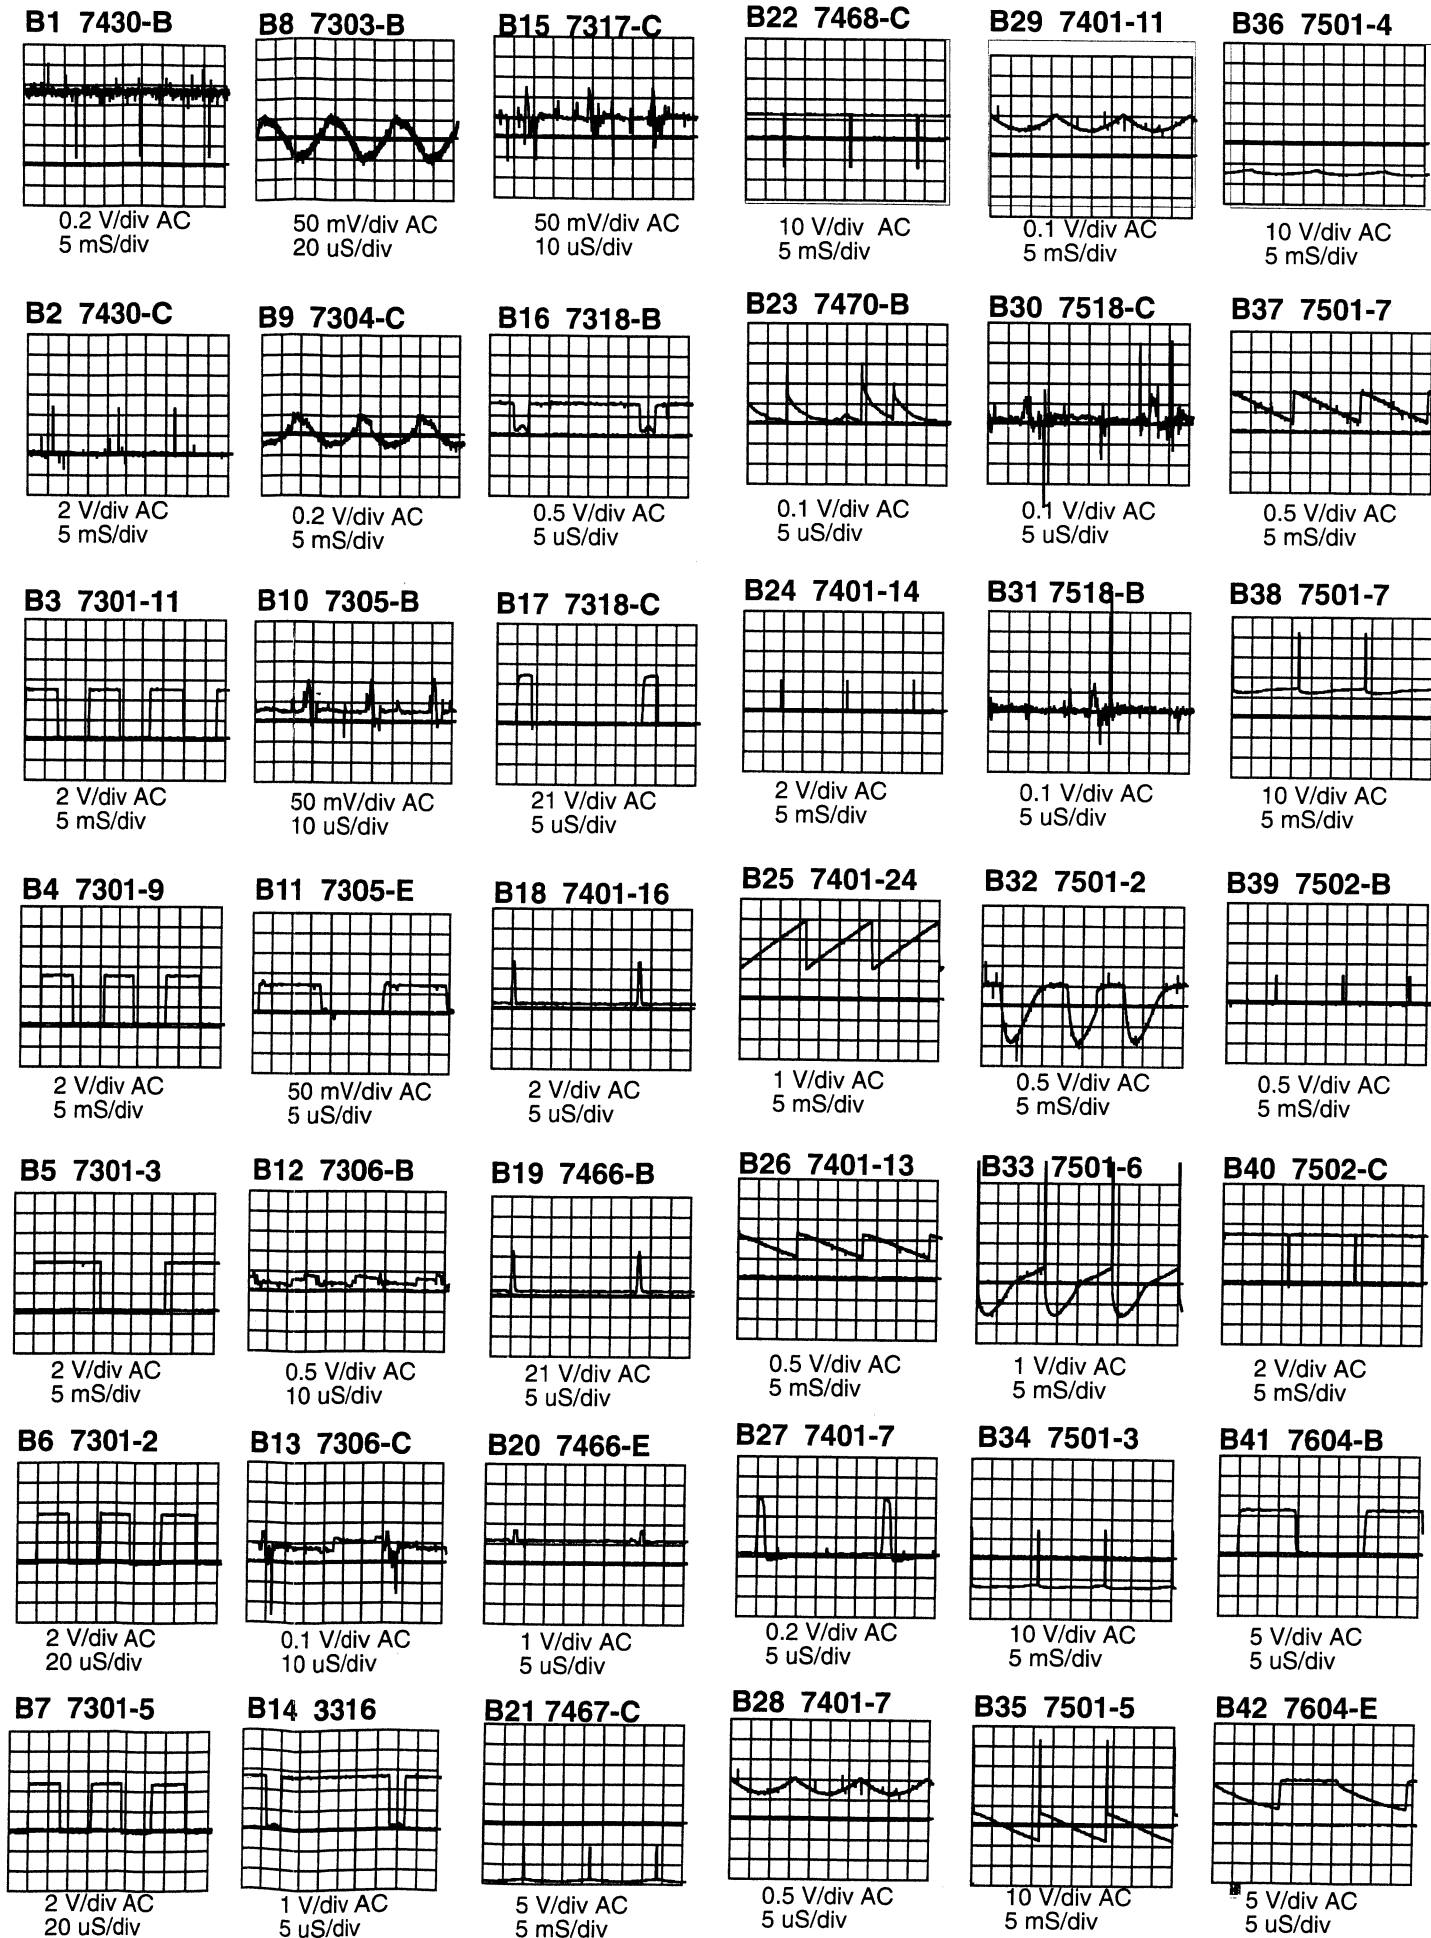 B1 7430-B
0.2 V/div AC
5 mS/div
B2 7430-C
2 V/div AC
5 mS/div
B3 7301-11
2 V/div AC
5 mS/div
B4 7301-9
2 V/div AC
5 mS/div
B5 7301-3
2 V/div AC
5 mS/div
B6 7301-2
2 V/div AC
20 uS/div
B7 7301-5
2 V/div AC
20 uS/div
B8 7303-B
50 mV/div AC
20 uS/div
B9 7304-C
0.2 V/div AC
5 mS/div
B10 7305-B
50 mV/div AC
10 uS/div
B11 7305-E
50 mV/div AC
5 uS/div
B12 7306-B
0.5 V/div AC
10 uS/div
B13 7306-C
0.1 V/div AC
10 uS/div
B14 3316
1 V/div AC
5 uS/div
B15 7317-C
50 mV/div AC
10 uS/div
B16 7318-B
0.5 V/div AC
5 uS/div
B17 7318-C
21 V/div AC
5 uS/div
B18 7401-16
2 V/div AC
5 uS/div
B19 7466-B
21 V/div AC
5 uS/div
B20 7466-E
1 V/div AC
5 uS/div
B21 7467-C
5 V/div AC
5 mS/div
B22 7468-C
10 V/div AC
5 mS/div
B23 7470-B
0.1 V/div AC
5 uS/div
B24 7401-14
2 V/div AC
5 mS/div
B25 7401-24
1 V/div AC
5 mS/div
B26 7401-13
0.5 V/div AC
5 mS/div
B27 7401-7
0.2 V/div AC
5 uS/div
B28 7401-7
0.5 V/div AC
5 uS/div
B29 7401-11
0.1 V/div AC
5 mS/div
B30 7518-C
0.1 V/div AC
5 uS/div
B31 7518-B
0.1 V/div AC
5 uS/div
B32 7501-2
0.5 V/div AC
5 mS/div
B33 7501-6
1 V/div AC
5 mS/div
B34 7501-3
10 V/div AC
5 mS/div
B35 7501-5
10 V/div AC
5 mS/div
B36 7501-4
10 V/div AC
5 mS/div
B37 7501-7
0.5 V/div AC
5 mS/div
B38 7501-7
10 V/div AC
5 mS/div
B39 7502-B
0.5 V/div AC
5 mS/div
B40 7502-C
2 V/div AC
5 mS/div
B41 7604-B
5 V/div AC
5 uS/div
B42 7604-E
5 V/div AC
5 uS/div